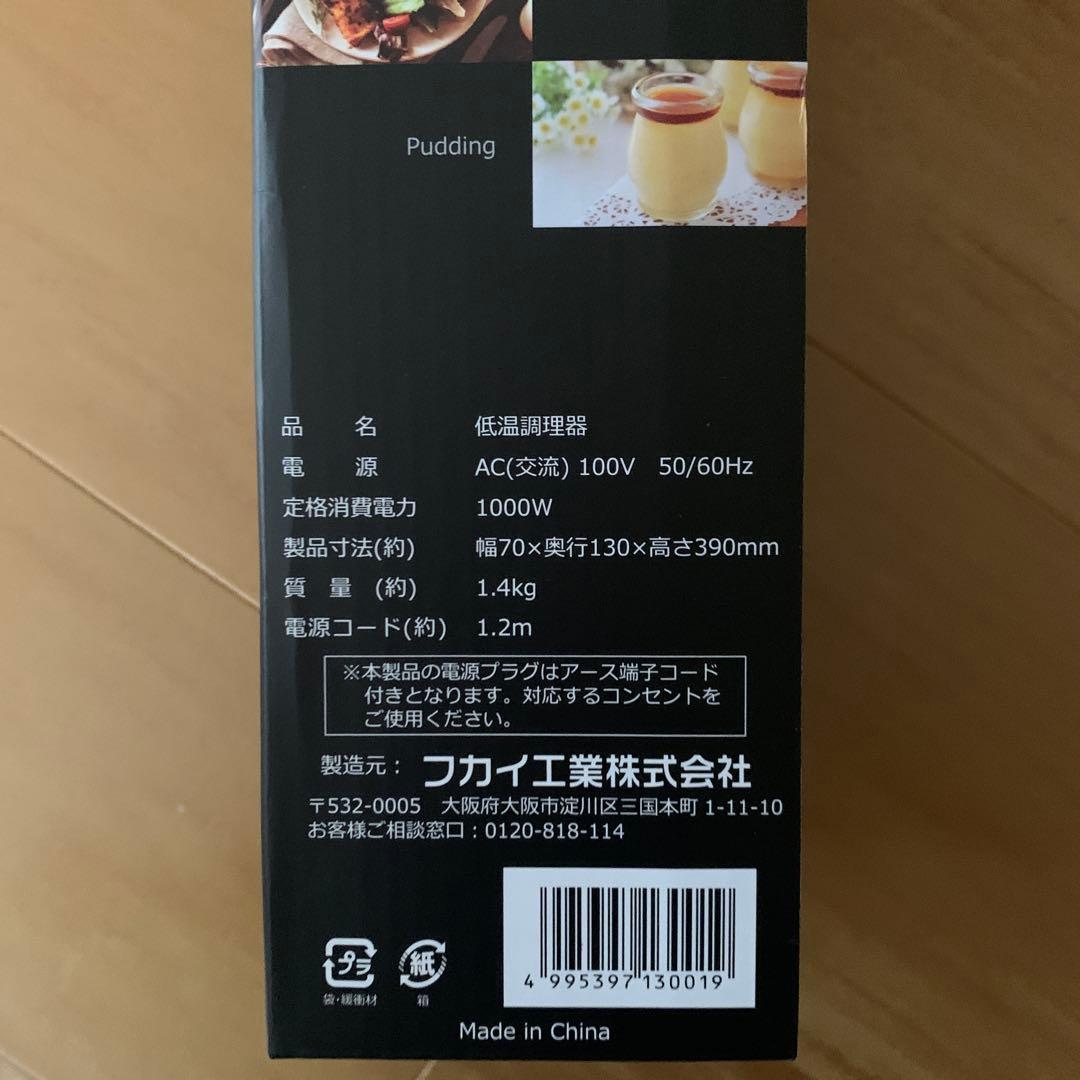 Pudding
品 名 低温調理器
電 源 AC(交流) 100V 50/60Hz
定格消費電力 1000W
製品寸法(約) 幅70×奥行130×高さ390mm
質 量 (約) 1.4kg
電源コード(約) 1.2m
※本製品の電源プラグはアース端子コード
付きとなります。対応するコンセントを
ご使用ください。
製造元： フカイ工業株式会社
〒532-0005 大阪府大阪市淀川区三国本町 1-11-10
お客様ご相談窓口：0120-818-114
プラ 紙
袋・緩衝材 箱
4 995397 130019
Made in China